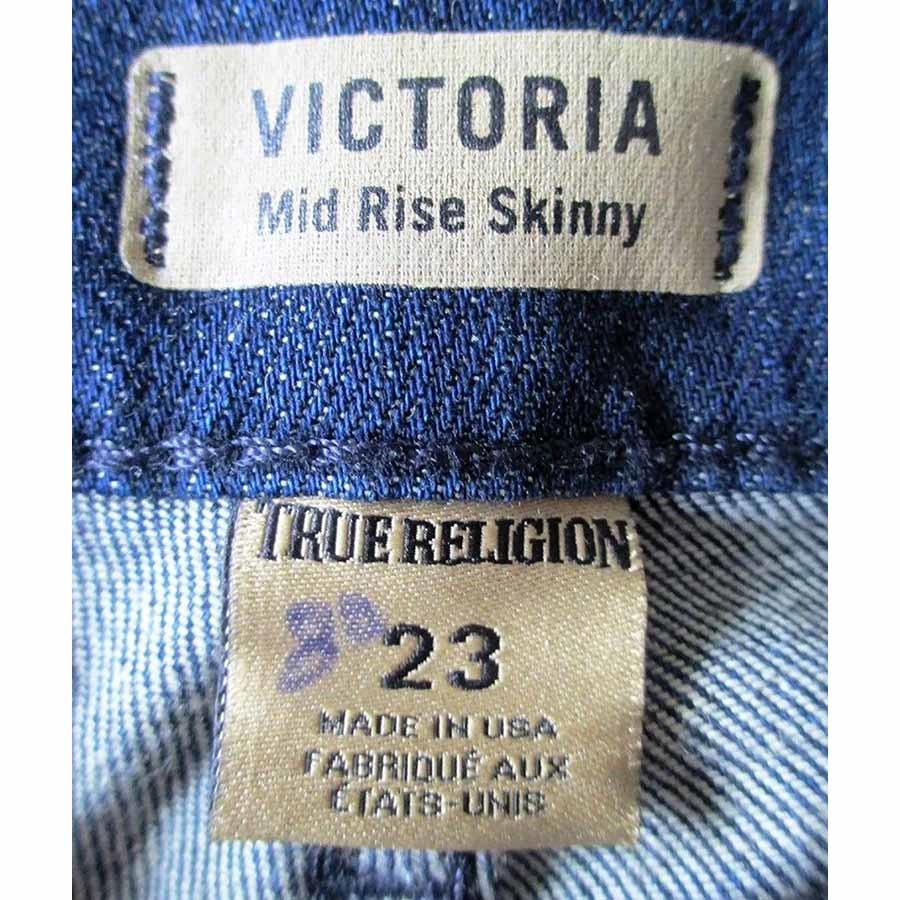 VICTORIA
Mid Rise Skinny
TRUE RELIGION
23
MADE IN USA
FABRIQUÉ AUX
ÉTATS-UNIS